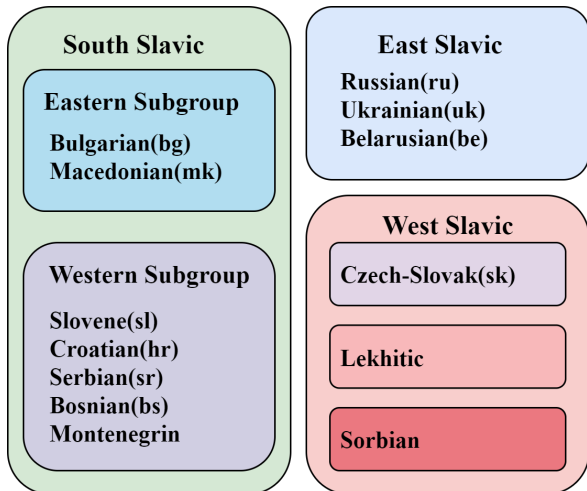 South Slavic
Eastern Subgroup
Bulgarian(bg)
Macedonian(mk)
Western Subgroup
Slovene(sl)
Croatian(hr)
Serbian(sr)
Bosnian(bs)
Montenegrin
East Slavic
Russian(ru)
Ukrainian(uk)
Belarusian(be)
West Slavic
Czech-Slovak(sk)
Lekhitic
Sorbian